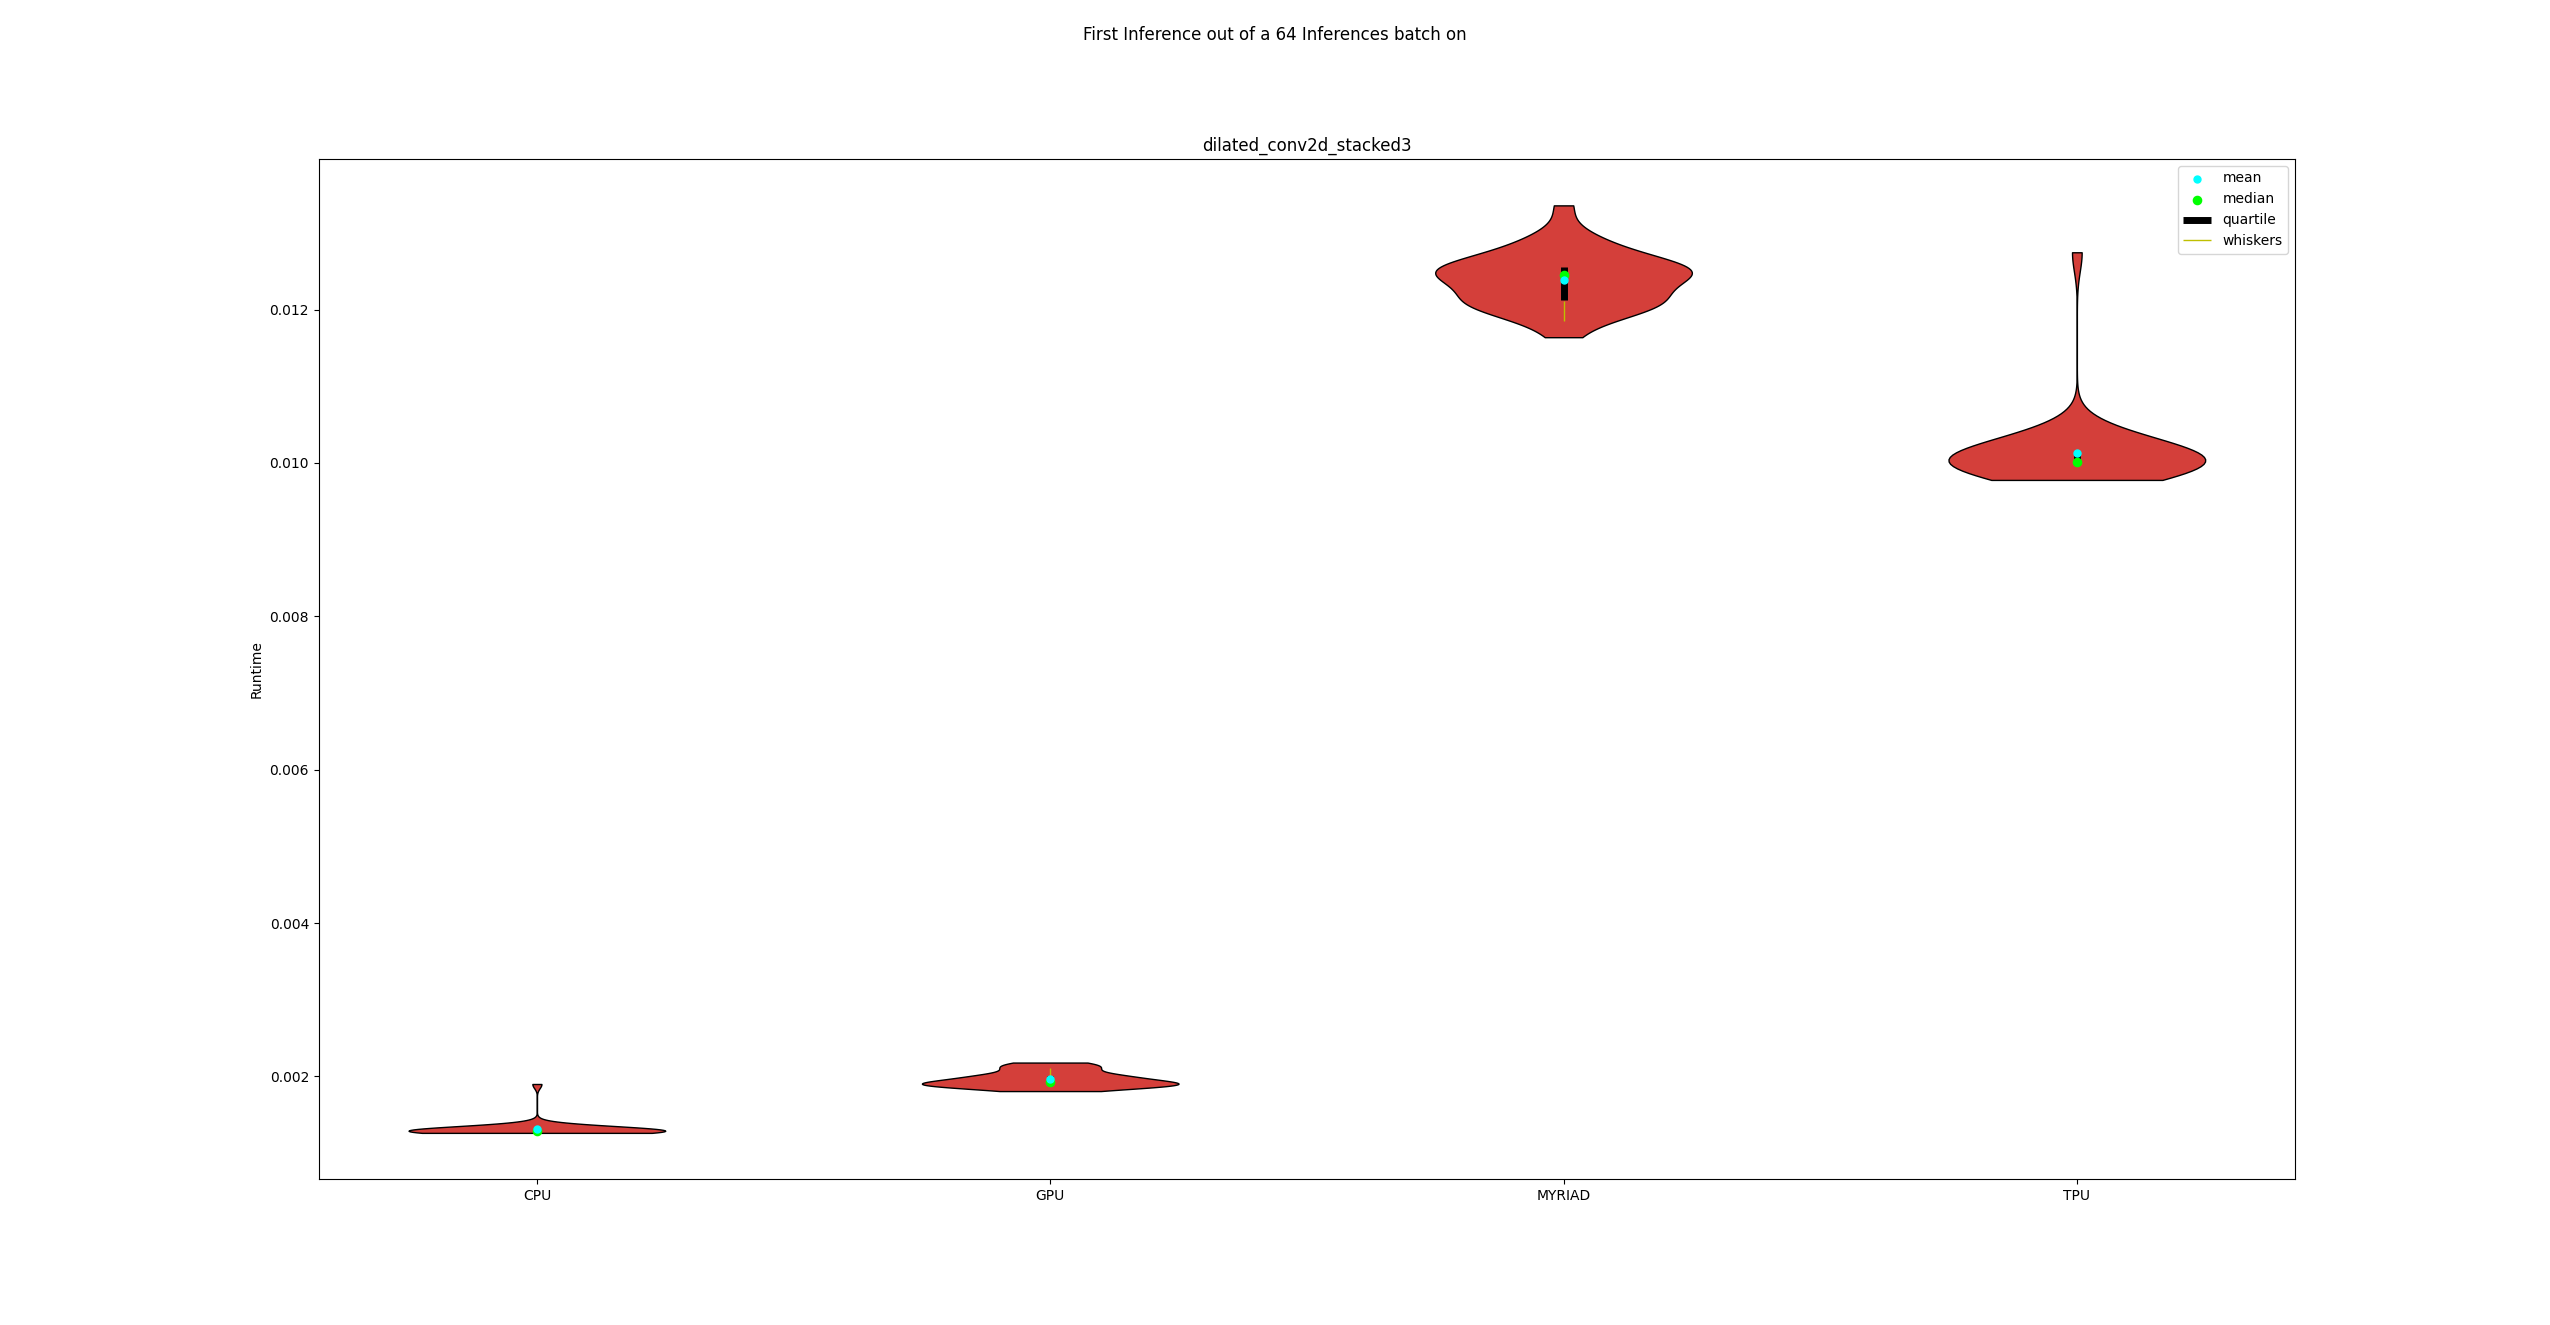 First Inference out of a 64 Inferences batch on
dilated_conv2d_stacked3
mean
median
quartile
whiskers
0.012
0.010
0.008
0.006
0.004
0.002
Runtime
CPU
GPU
MYRIAD
TPU